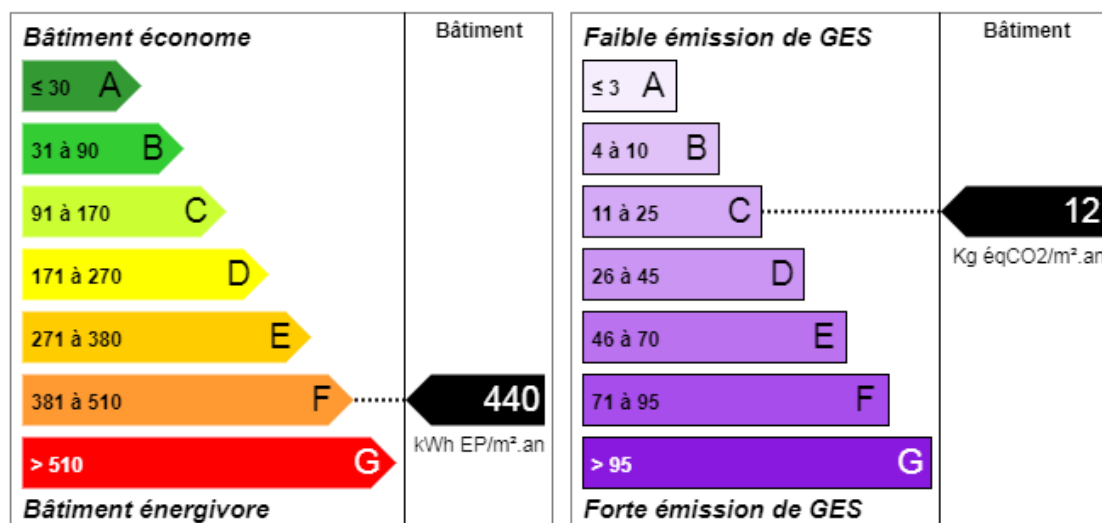 Bâtiment économe
Bâtiment
≤ 30 A
31 à 90 B
91 à 170 C
171 à 270 D
271 à 380 E
381 à 510 F
440
kWh EP/m².an
> 510 G
Bâtiment énergivore
Faible émission de GES
Bâtiment
≤ 3 A
4 à 10 B
11 à 25 C
12
Kg éqCO2/m².an
26 à 45 D
46 à 70 E
71 à 95 F
> 95 G
Forte émission de GES